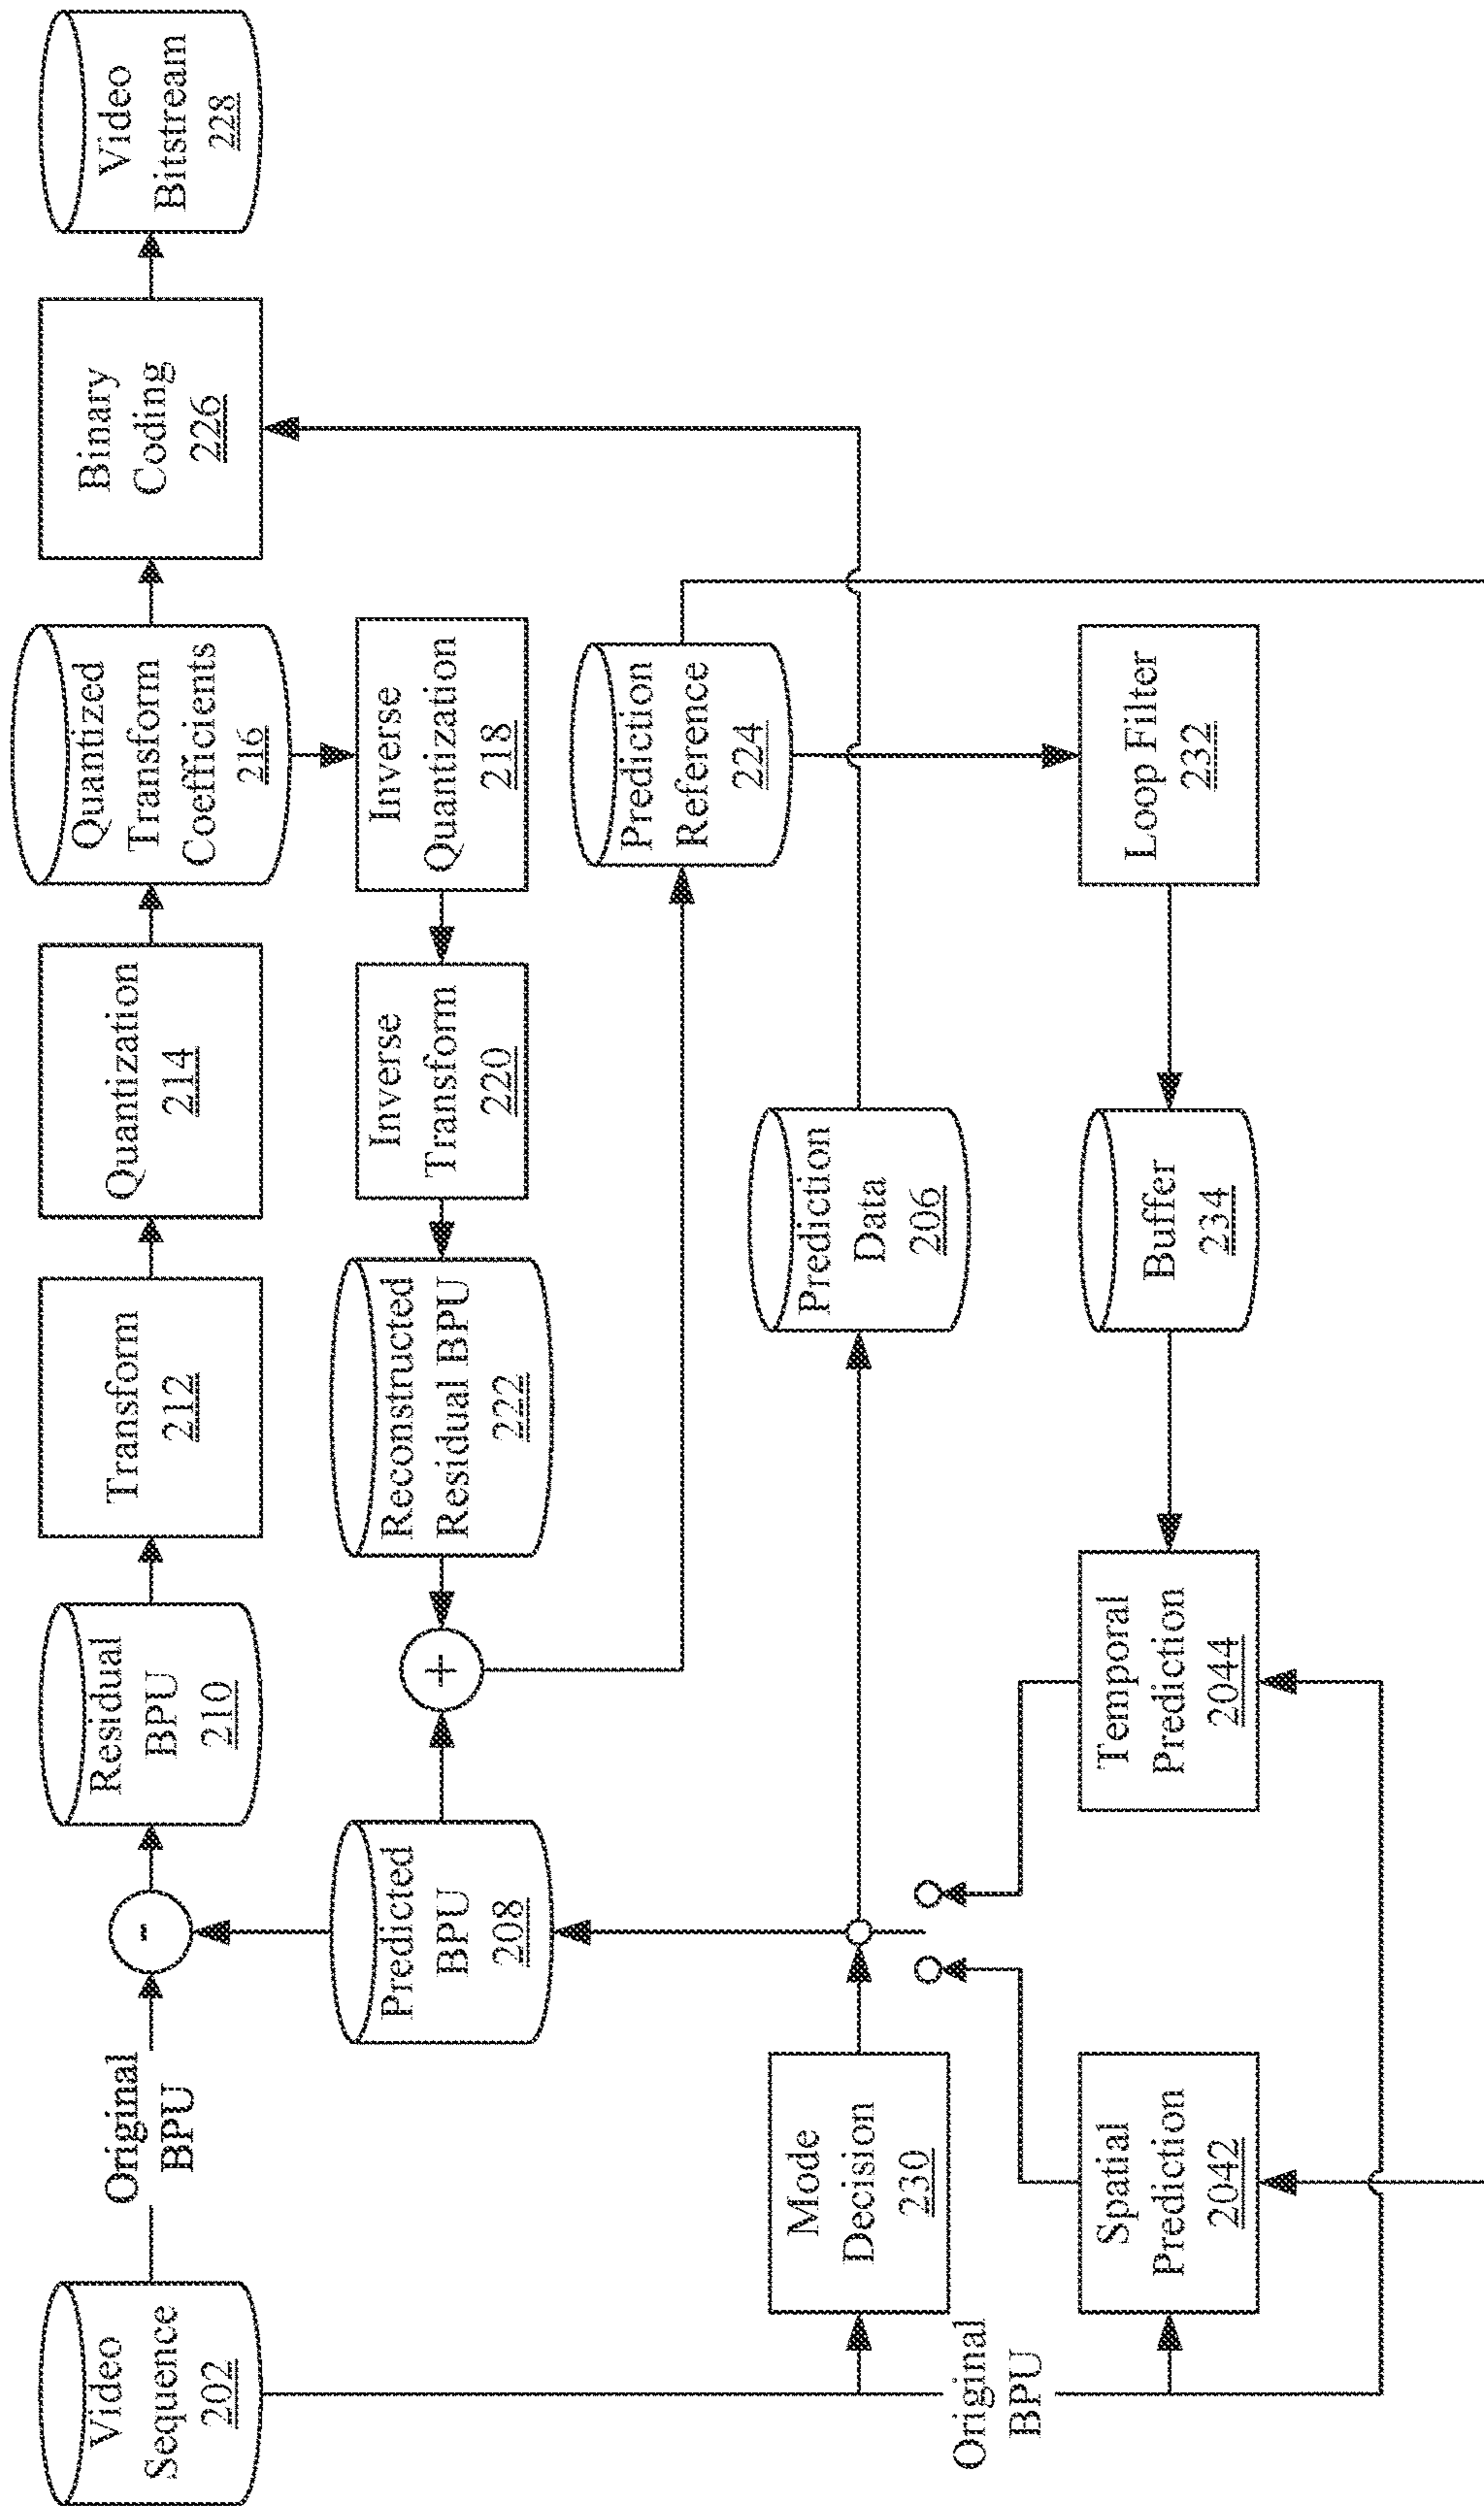 Video
Sequence
202
Original
BPU
-
Residual
BPU
210
Transform
212
Quantization
214
Quantized
Transform
Coefficients
216
Binary
Coding
226
Video
Bitstream
228
Predicted
BPU
208
+
Reconstructed
Residual BPU
222
Inverse
Transform
220
Inverse
Quantization
218
Prediction
Reference
224
Mode
Decision
230
Prediction
Data
206
Original
BPU
Spatial
Prediction
2042
Temporal
Prediction
2044
Buffer
234
Loop Filter
232